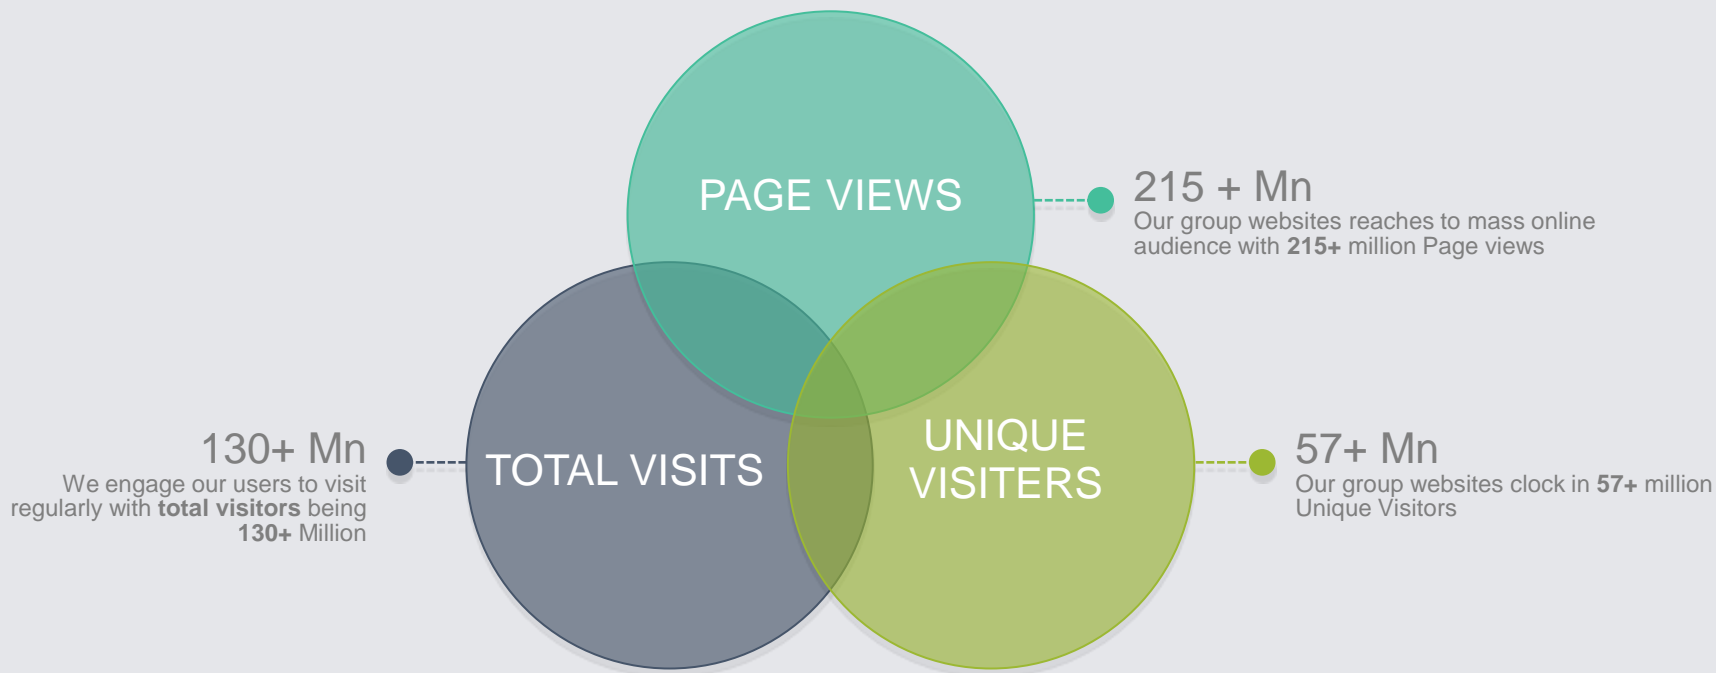 PAGE VIEWS
215 + Mn
Our group websites reaches to mass online
audience with 215+ million Page views
130+ Mn
We engage our users to visit
regularly with total visitors being
130+ Million
TOTAL VISITS
UNIQUE
VISITERS
57+ Mn
Our group websites clock in 57+ million
Unique Visitors